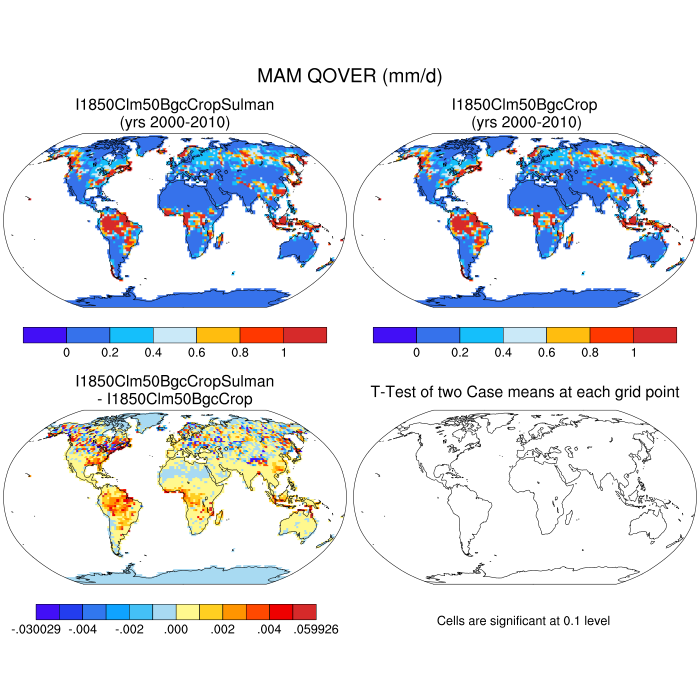 MAM QOVER (mm/d)
I1850Clm50BgcCropSulman
(yrs 2000-2010)
I1850Clm50BgcCrop
(yrs 2000-2010)
0 0.2 0.4 0.6 0.8 1
0 0.2 0.4 0.6 0.8 1
I1850Clm50BgcCropSulman
- I1850Clm50BgcCrop
T-Test of two Case means at each grid point
-.030029 -.004 -.002 .000 .002 .004 .059926
Cells are significant at 0.1 level